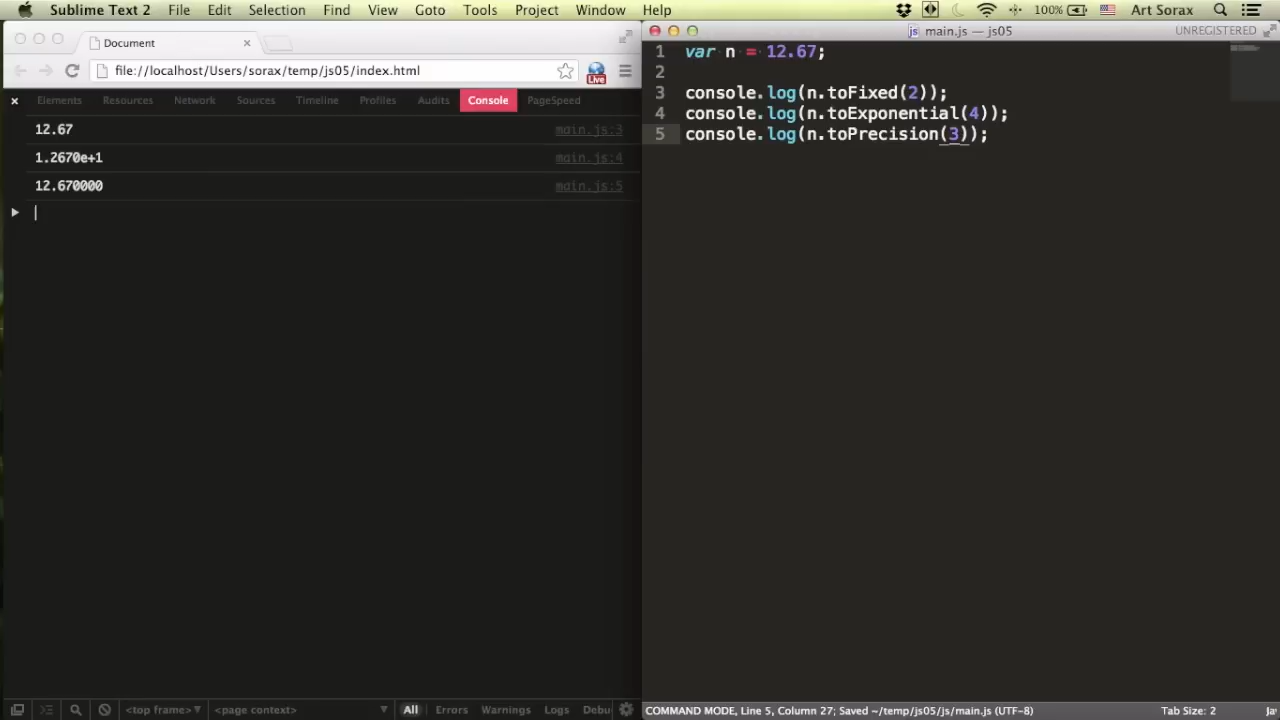 Sublime Text 2 File Edit Selection Find View Goto Tools Project Window Help 100% Art Sorax
Document ×
file://localhost/Users/sorax/temp/js05/index.html Live
× Elements Resources Network Sources Timeline Profiles Audits Console PageSpeed
12.67 main.js:3
1.2670e+1 main.js:4
12.670000 main.js:5
<top frame> <page context> All Errors Warnings Logs Debu
main.js — js05 UNREGISTERED
1 var n = 12.67;
2
3 console.log(n.toFixed(2));
4 console.log(n.toExponential(4));
5 console.log(n.toPrecision(3));
COMMAND MODE, Line 5, Column 27; Saved ~/temp/js05/js/main.js (UTF-8) Tab Size: 2 Ja